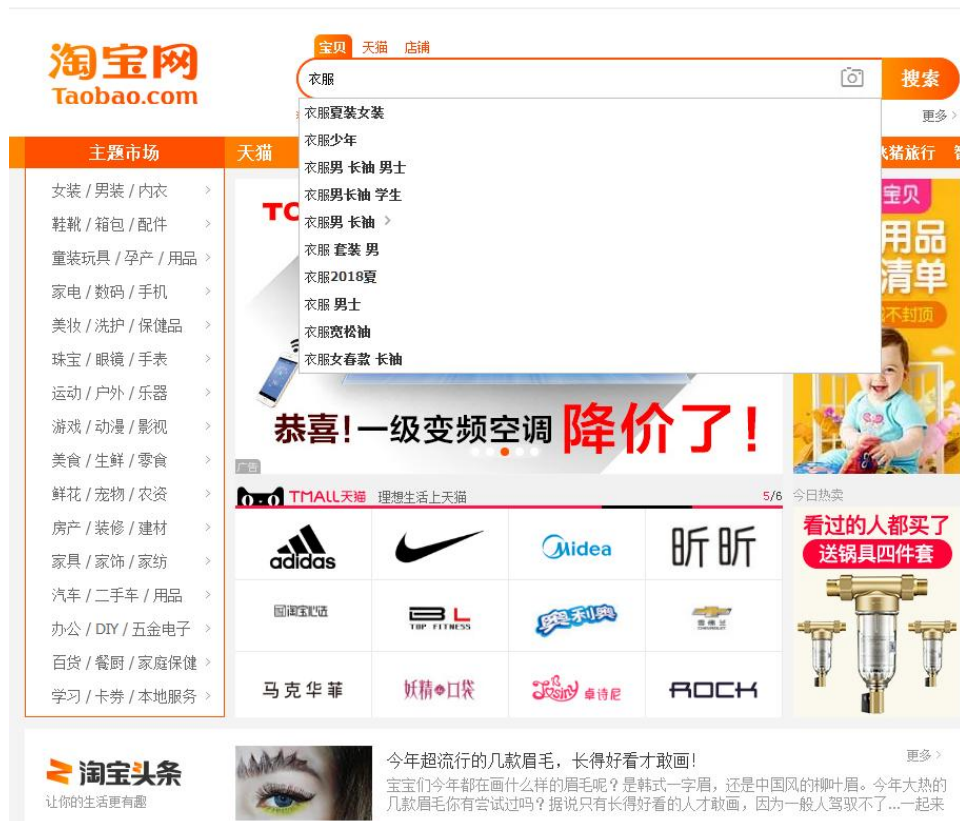 淘宝网
Taobao.com
宝贝 天猫 店铺
衣服
搜索
更多
衣服夏装女装
衣服少年
衣服男 长袖 男士
衣服男长袖 学生
衣服男 长袖
衣服 套装 男
衣服2018夏
衣服 男士
衣服宽松袖
衣服女春款 长袖
主题市场
天猫
猪旅行
女装 / 男装 / 内衣
鞋靴 / 箱包 / 配件
童装玩具 / 孕产 / 用品
家电 / 数码 / 手机
美妆 / 洗护 / 保健品
珠宝 / 眼镜 / 手表
运动 / 户外 / 乐器
游戏 / 动漫 / 影视
美食 / 生鲜 / 零食
鲜花 / 宠物 / 农资
房产 / 装修 / 建材
家具 / 家饰 / 家纺
汽车 / 二手车 / 用品
办公 / DIY / 五金电子
百货 / 餐厨 / 家庭保健
学习 / 卡券 / 本地服务
恭喜!一级变频空调降价了!
广告
宝贝
用品
清单
不封顶
TMALL天猫 理想生活上天猫 5/6
adidas
Midea
昕昕
淘宝心选
BL
TOP FITNESS
奥利奥
雪佛兰
CHEVROLET
马克华菲
妖精口袋
Josiny 卓诗尼
ROCK
今日热卖
看过的人都买了
送锅具四件套
淘宝头条
让你的生活更有趣
今年超流行的几款眉毛，长得好看才敢画!
更多
宝宝们今年都在画什么样的眉毛呢？是韩式一字眉，还是中国风的柳叶眉。今年大热的
几款眉毛你有尝试过吗？据说只有长得好看的人才敢画，因为一般人驾驭不了...一起来